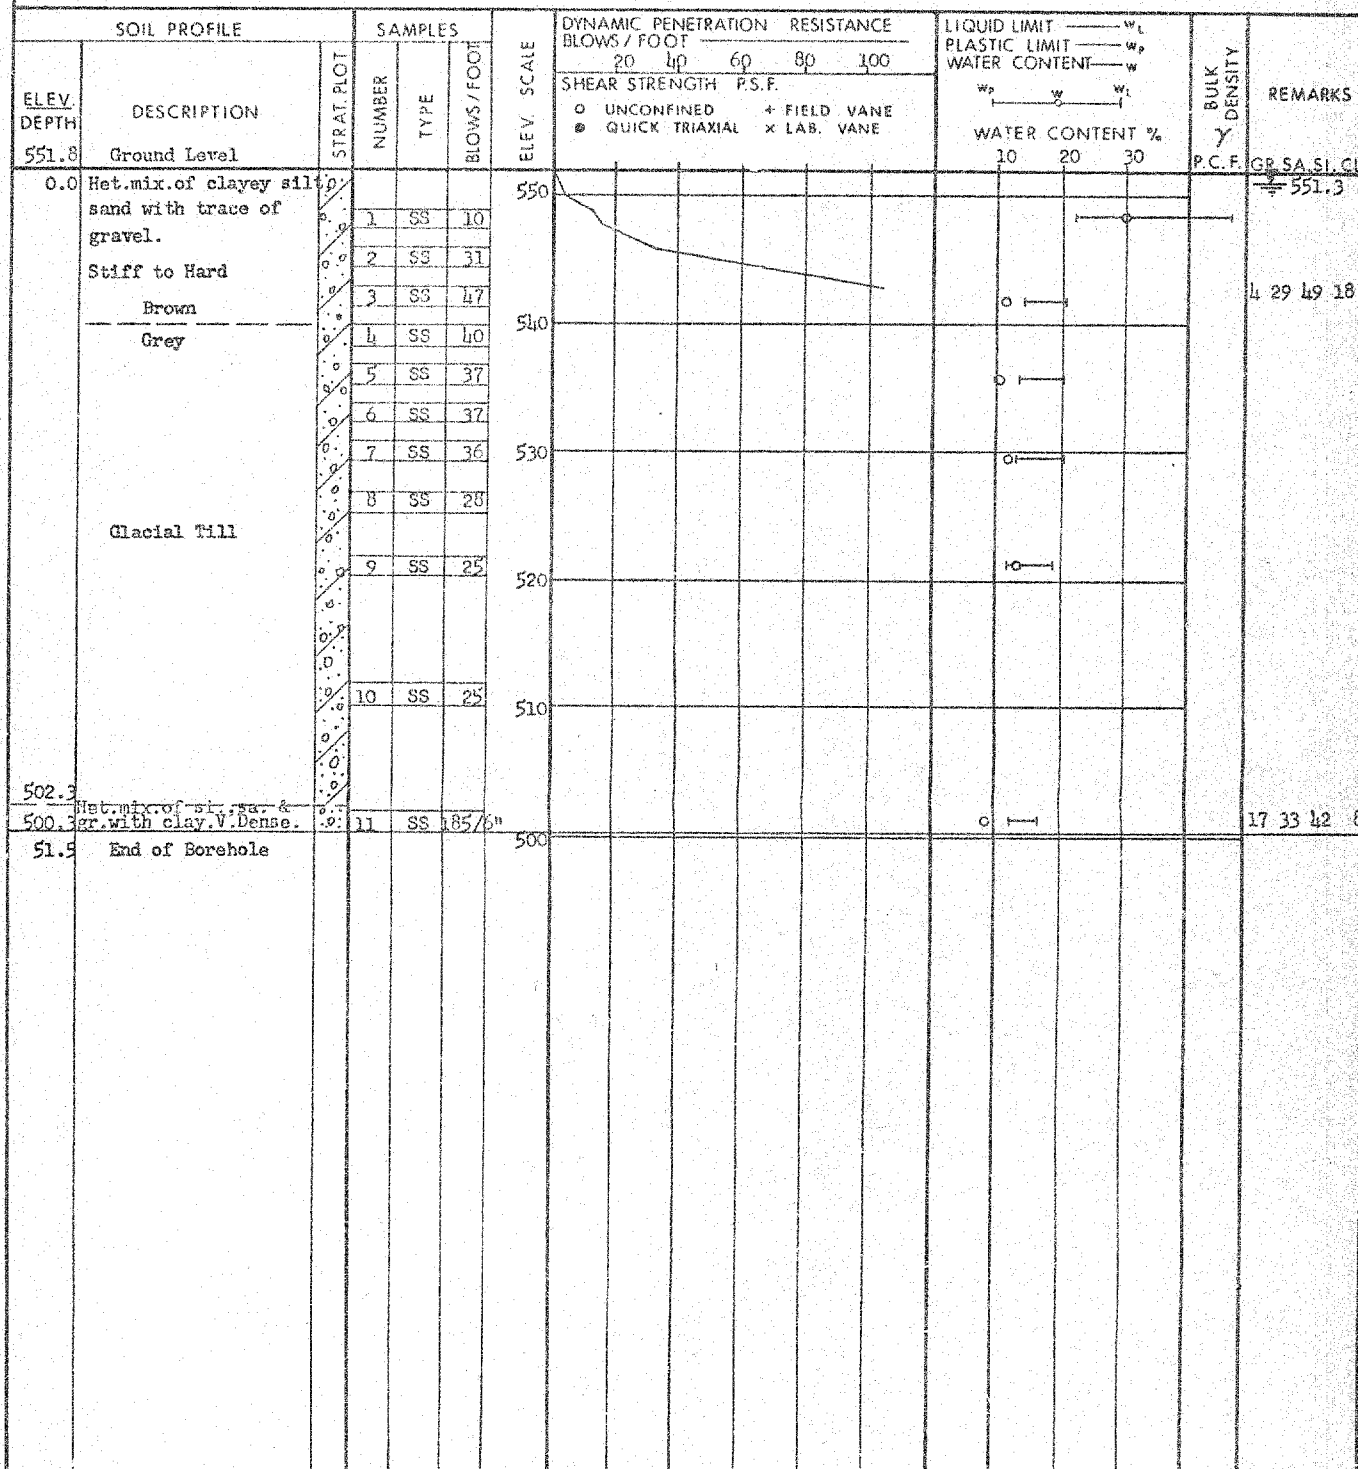 SOIL PROFILE
SAMPLES
ELEV. SCALE
DYNAMIC PENETRATION RESISTANCE
BLOWS / FOOT
20 40 60 80 100
SHEAR STRENGTH P.S.F.
○ UNCONFINED + FIELD VANE
● QUICK TRIAXIAL × LAB. VANE
LIQUID LIMIT wL
PLASTIC LIMIT wP
WATER CONTENT w
wP w wL
WATER CONTENT %
10 20 30
BULK DENSITY
γ
P.C.F.
REMARKS
GR.SA.SI.CL
ELEV.
DEPTH
DESCRIPTION
STRAT. PLOT
NUMBER
TYPE
BLOWS / FOOT
551.8 Ground Level
0.0 Het.mix.of clayey silt,
sand with trace of
gravel.
Stiff to Hard
Brown
Grey
Glacial Till
502.3
Het.mix.of si.,sa. &
500.3 gr.with clay.V.Dense.
51.5 End of Borehole
1 SS 10
2 SS 31
3 SS 47
4 SS 40
5 SS 37
6 SS 37
7 SS 36
8 SS 28
9 SS 25
10 SS 25
11 SS 185/6"
550
540
530
520
510
500
551.3
4 29 49 18
17 33 42 8